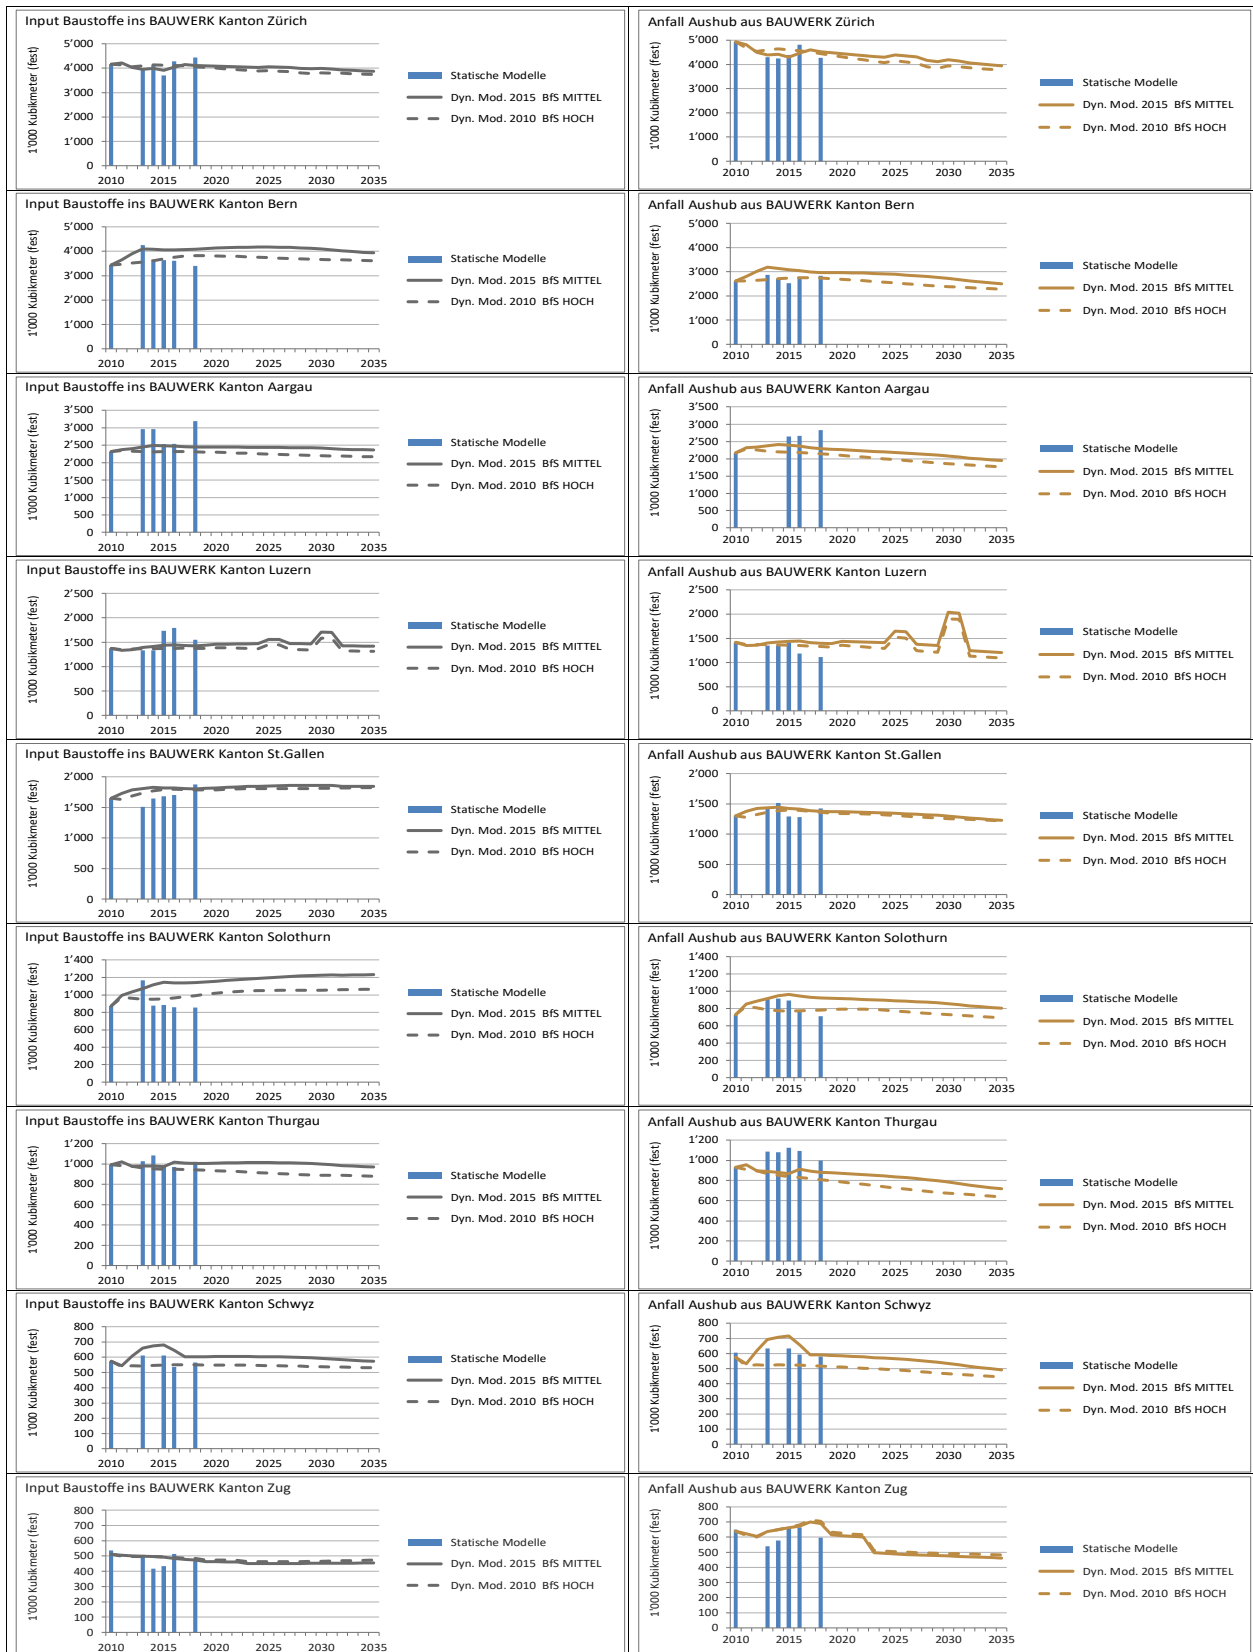 Input Baustoffe ins BAUWERK Kanton Zürich
1'000 Kubikmeter (fest)
5'000
4'000
3'000
2'000
1'000
0
2010 2015 2020 2025 2030 2035
Statische Modelle
Dyn. Mod. 2015 BfS MITTEL
Dyn. Mod. 2010 BfS HOCH
Anfall Aushub aus BAUWERK Zürich
1'000 Kubikmeter (fest)
5'000
4'000
3'000
2'000
1'000
0
2010 2015 2020 2025 2030 2035
Statische Modelle
Dyn. Mod. 2015 BfS MITTEL
Dyn. Mod. 2010 BfS HOCH
Input Baustoffe ins BAUWERK Kanton Bern
1'000 Kubikmeter (fest)
5'000
4'000
3'000
2'000
1'000
0
2010 2015 2020 2025 2030 2035
Statische Modelle
Dyn. Mod. 2015 BfS MITTEL
Dyn. Mod. 2010 BfS HOCH
Anfall Aushub aus BAUWERK Kanton Bern
1'000 Kubikmeter (fest)
5'000
4'000
3'000
2'000
1'000
0
2010 2015 2020 2025 2030 2035
Statische Modelle
Dyn. Mod. 2015 BfS MITTEL
Dyn. Mod. 2010 BfS HOCH
Input Baustoffe ins BAUWERK Kanton Aargau
1'000 Kubikmeter (fest)
3'500
3'000
2'500
2'000
1'500
1'000
500
0
2010 2015 2020 2025 2030 2035
Statische Modelle
Dyn. Mod. 2015 BfS MITTEL
Dyn. Mod. 2010 BfS HOCH
Anfall Aushub aus BAUWERK Kanton Aargau
1'000 Kubikmeter (fest)
3'500
3'000
2'500
2'000
1'500
1'000
500
0
2010 2015 2020 2025 2030 2035
Statische Modelle
Dyn. Mod. 2015 BfS MITTEL
Dyn. Mod. 2010 BfS HOCH
Input Baustoffe ins BAUWERK Kanton Luzern
1'000 Kubikmeter (fest)
2'500
2'000
1'500
1'000
500
0
2010 2015 2020 2025 2030 2035
Statische Modelle
Dyn. Mod. 2015 BfS MITTEL
Dyn. Mod. 2010 BfS HOCH
Anfall Aushub aus BAUWERK Kanton Luzern
1'000 Kubikmeter (fest)
2'500
2'000
1'500
1'000
500
0
2010 2015 2020 2025 2030 2035
Statische Modelle
Dyn. Mod. 2015 BfS MITTEL
Dyn. Mod. 2010 BfS HOCH
Input Baustoffe ins BAUWERK Kanton St.Gallen
1'000 Kubikmeter (fest)
2'000
1'500
1'000
500
0
2010 2015 2020 2025 2030 2035
Statische Modelle
Dyn. Mod. 2015 BfS MITTEL
Dyn. Mod. 2010 BfS HOCH
Anfall Aushub aus BAUWERK Kanton St.Gallen
1'000 Kubikmeter (fest)
2'000
1'500
1'000
500
0
2010 2015 2020 2025 2030 2035
Statische Modelle
Dyn. Mod. 2015 BfS MITTEL
Dyn. Mod. 2010 BfS HOCH
Input Baustoffe ins BAUWERK Kanton Solothurn
1'000 Kubikmeter (fest)
1'400
1'200
1'000
800
600
400
200
0
2010 2015 2020 2025 2030 2035
Statische Modelle
Dyn. Mod. 2015 BfS MITTEL
Dyn. Mod. 2010 BfS HOCH
Anfall Aushub aus BAUWERK Kanton Solothurn
1'000 Kubikmeter (fest)
1'400
1'200
1'000
800
600
400
200
0
2010 2015 2020 2025 2030 2035
Statische Modelle
Dyn. Mod. 2015 BfS MITTEL
Dyn. Mod. 2010 BfS HOCH
Input Baustoffe ins BAUWERK Kanton Thurgau
1'000 Kubikmeter (fest)
1'200
1'000
800
600
400
200
0
2010 2015 2020 2025 2030 2035
Statische Modelle
Dyn. Mod. 2015 BfS MITTEL
Dyn. Mod. 2010 BfS HOCH
Anfall Aushub aus BAUWERK Kanton Thurgau
1'000 Kubikmeter (fest)
1'200
1'000
800
600
400
200
0
2010 2015 2020 2025 2030 2035
Statische Modelle
Dyn. Mod. 2015 BfS MITTEL
Dyn. Mod. 2010 BfS HOCH
Input Baustoffe ins BAUWERK Kanton Schwyz
1'000 Kubikmeter (fest)
800
700
600
500
400
300
200
100
0
2010 2015 2020 2025 2030 2035
Statische Modelle
Dyn. Mod. 2015 BfS MITTEL
Dyn. Mod. 2010 BfS HOCH
Anfall Aushub aus BAUWERK Kanton Schwyz
1'000 Kubikmeter (fest)
800
700
600
500
400
300
200
100
0
2010 2015 2020 2025 2030 2035
Statische Modelle
Dyn. Mod. 2015 BfS MITTEL
Dyn. Mod. 2010 BfS HOCH
Input Baustoffe ins BAUWERK Kanton Zug
1'000 Kubikmeter (fest)
800
700
600
500
400
300
200
100
0
2010 2015 2020 2025 2030 2035
Statische Modelle
Dyn. Mod. 2015 BfS MITTEL
Dyn. Mod. 2010 BfS HOCH
Anfall Aushub aus BAUWERK Kanton Zug
1'000 Kubikmeter (fest)
800
700
600
500
400
300
200
100
0
2010 2015 2020 2025 2030 2035
Statische Modelle
Dyn. Mod. 2015 BfS MITTEL
Dyn. Mod. 2010 BfS HOCH